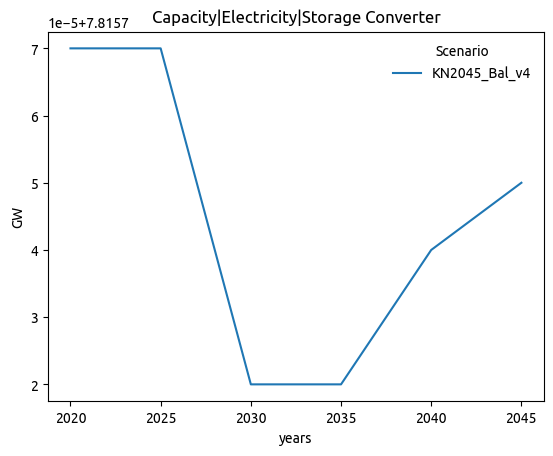 Capacity|Electricity|Storage Converter
1e-5+7.8157
Scenario
KN2045_Bal_v4
7
6
5
4
3
2
GW
2020 2025 2030 2035 2040 2045
years